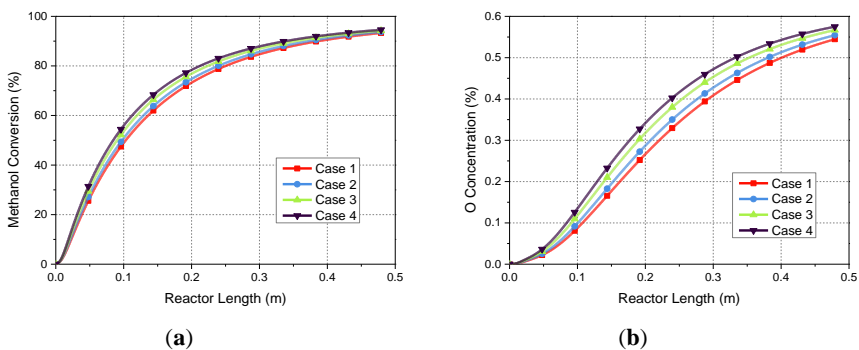 100
80
60
40
20
0
Methanol Conversion (%)
Case 1
Case 2
Case 3
Case 4
0.0 0.1 0.2 0.3 0.4 0.5
Reactor Length (m)
(a)
0.6
0.5
0.4
0.3
0.2
0.1
0.0
O Concentration (%)
Case 1
Case 2
Case 3
Case 4
0.0 0.1 0.2 0.3 0.4 0.5
Reactor Length (m)
(b)